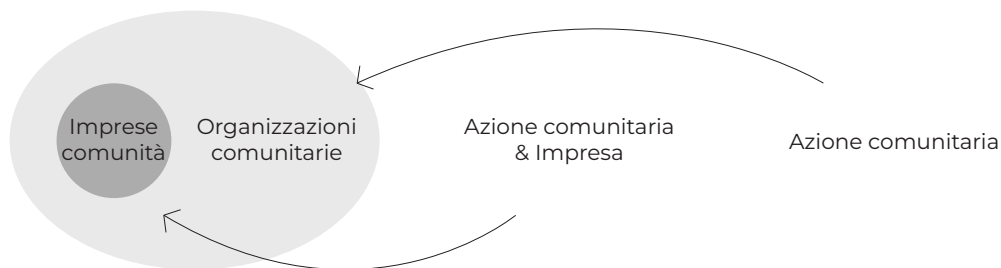 Imprese
comunità
Organizzazioni
comunitarie
Azione comunitaria
& Impresa
Azione comunitaria